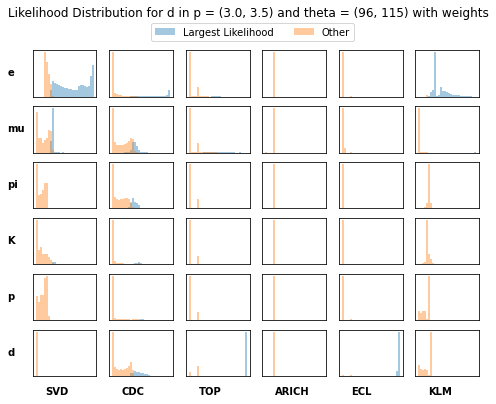 Likelihood Distribution for d in p = (3.0, 3.5) and theta = (96, 115) with weights
Largest Likelihood Other
e
mu
pi
K
p
d
SVD CDC TOP ARICH ECL KLM